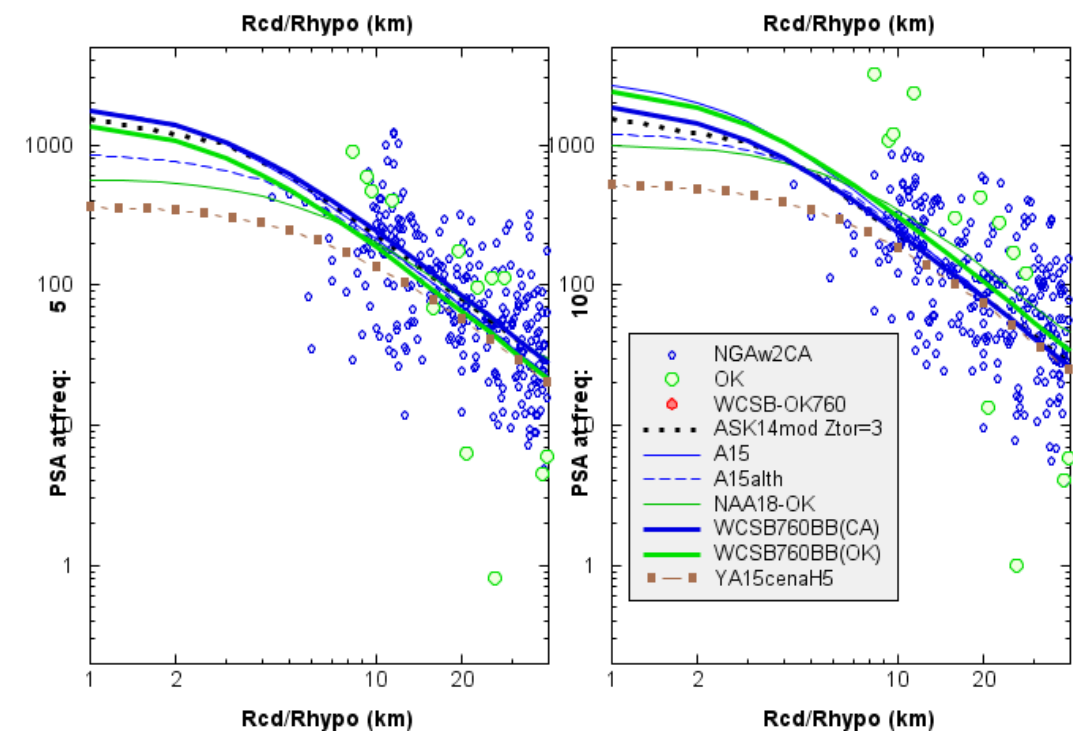 Rcd/Rhypo (km)
Rcd/Rhypo (km)
PSA at freq: 5
1000
100
10
1
1
2
10
20
Rcd/Rhypo (km)
PSA at freq: 10
1000
100
10
1
1
2
10
20
Rcd/Rhypo (km)
NGAw2CA
OK
WCSB-OK760
ASK14mod Ztor=3
A15
A15alth
NAA18-OK
WCSB760BB(CA)
WCSB760BB(OK)
YA15cenaH5